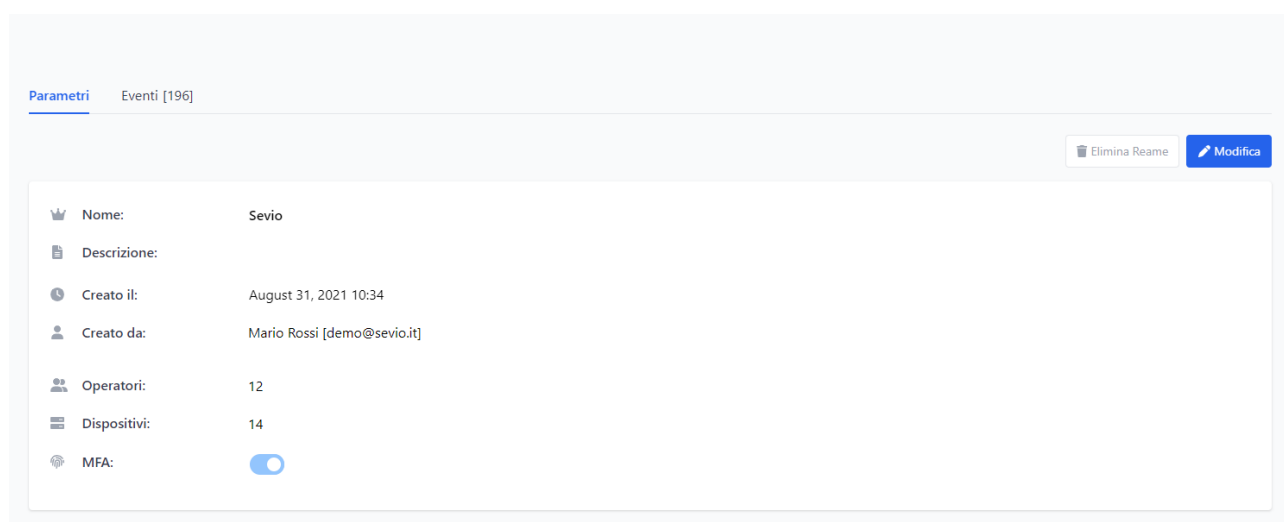 Parametri Eventi [196]
Elimina Reame Modifica
Nome: Sevio
Descrizione:
Creato il: August 31, 2021 10:34
Creato da: Mario Rossi [demo@sevio.it]
Operatori: 12
Dispositivi: 14
MFA: